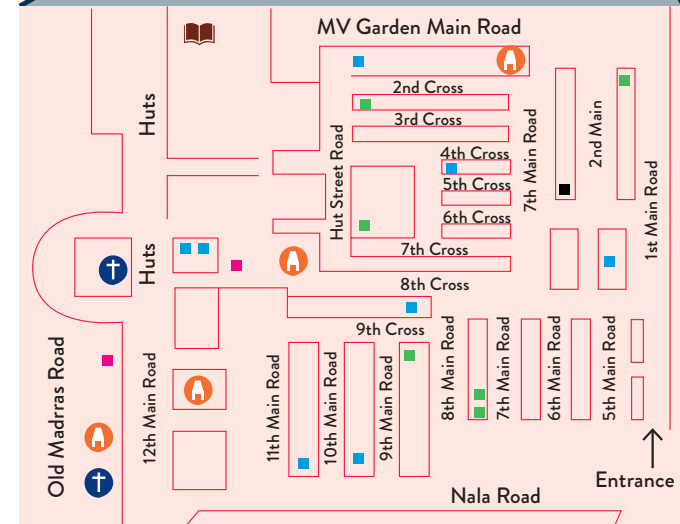 MV Garden Main Road
Huts
2nd Cross
3rd Cross
Hut Street Road
4th Cross
5th Cross
6th Cross
7th Cross
7th Main Road
2nd Main
1st Main Road
Huts
8th Cross
9th Cross
Old Madrras Road
12th Main Road
11th Main Road
10th Main Road
9th Main Road
8th Main Road
7th Main Road
6th Main Road
5th Main Road
Entrance
Nala Road